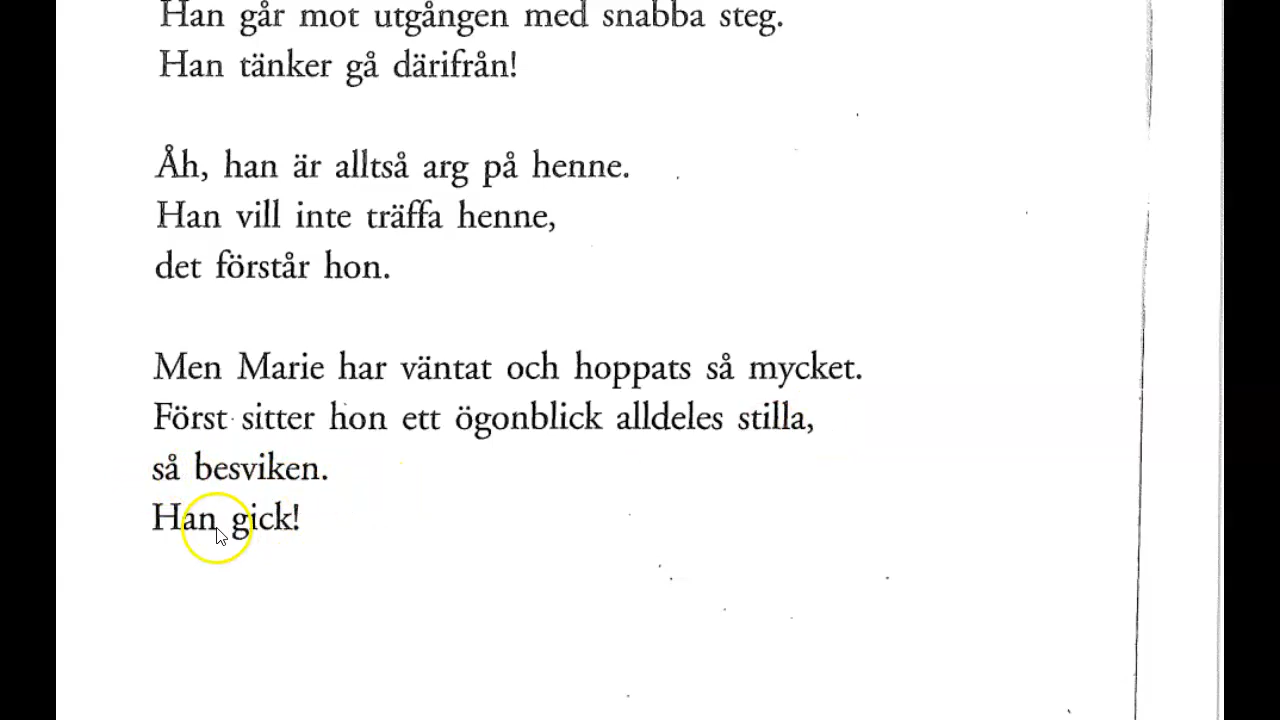 Han går mot utgången med snabba steg.
Han tänker gå därifrån!
Åh, han är alltså arg på henne.
Han vill inte träffa henne,
det förstår hon.
Men Marie har väntat och hoppats så mycket.
Först sitter hon ett ögonblick alldeles stilla,
så besviken.
Han gick!